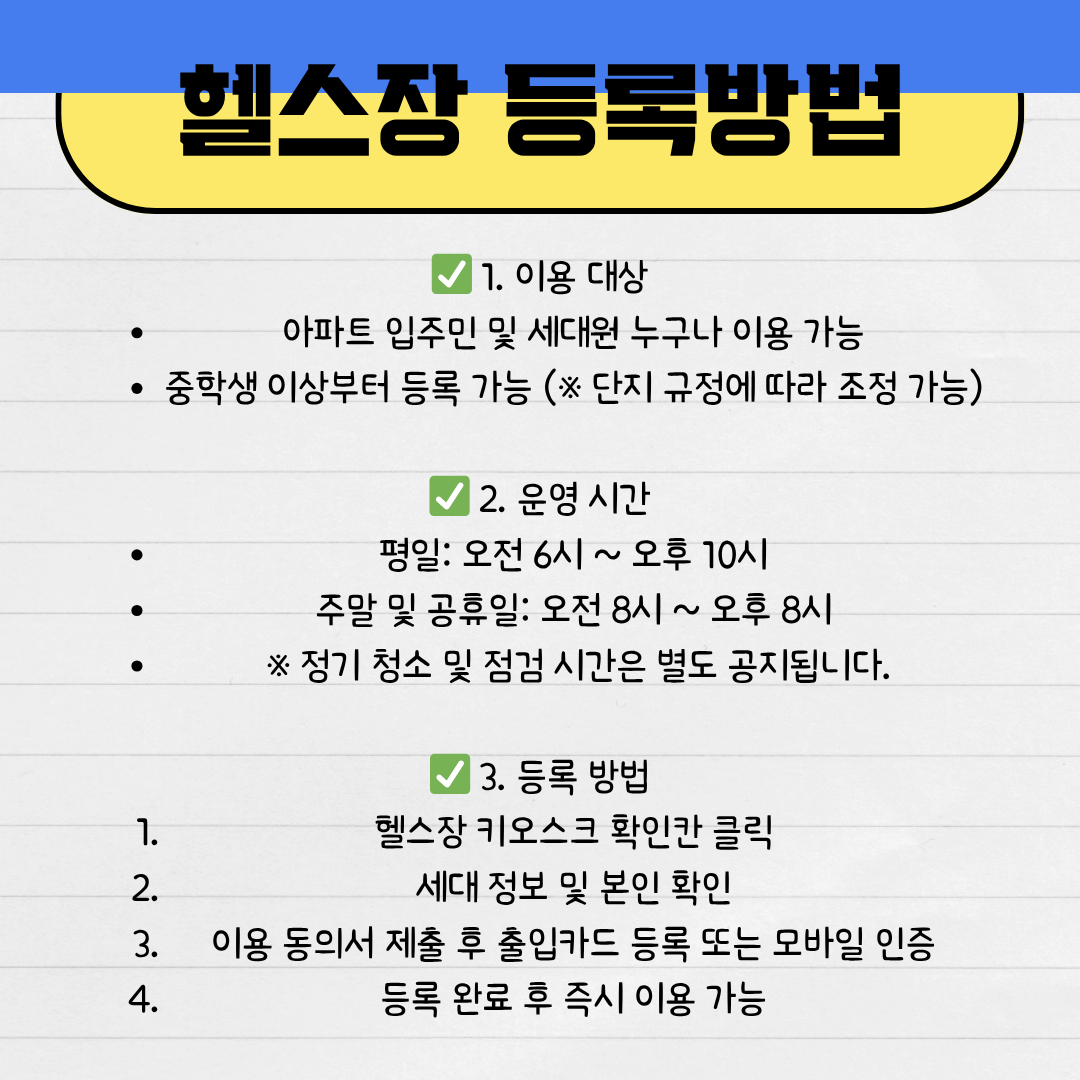 헬스장 등록방법
✅ 1. 이용 대상
• 아파트 입주민 및 세대원 누구나 이용 가능
• 중학생 이상부터 등록 가능 (※ 단지 규정에 따라 조정 가능)
✅ 2. 운영 시간
• 평일: 오전 6시 ~ 오후 10시
• 주말 및 공휴일: 오전 8시 ~ 오후 8시
• ※ 정기 청소 및 점검 시간은 별도 공지됩니다.
✅ 3. 등록 방법
1. 헬스장 키오스크 확인칸 클릭
2. 세대 정보 및 본인 확인
3. 이용 동의서 제출 후 출입카드 등록 또는 모바일 인증
4. 등록 완료 후 즉시 이용 가능